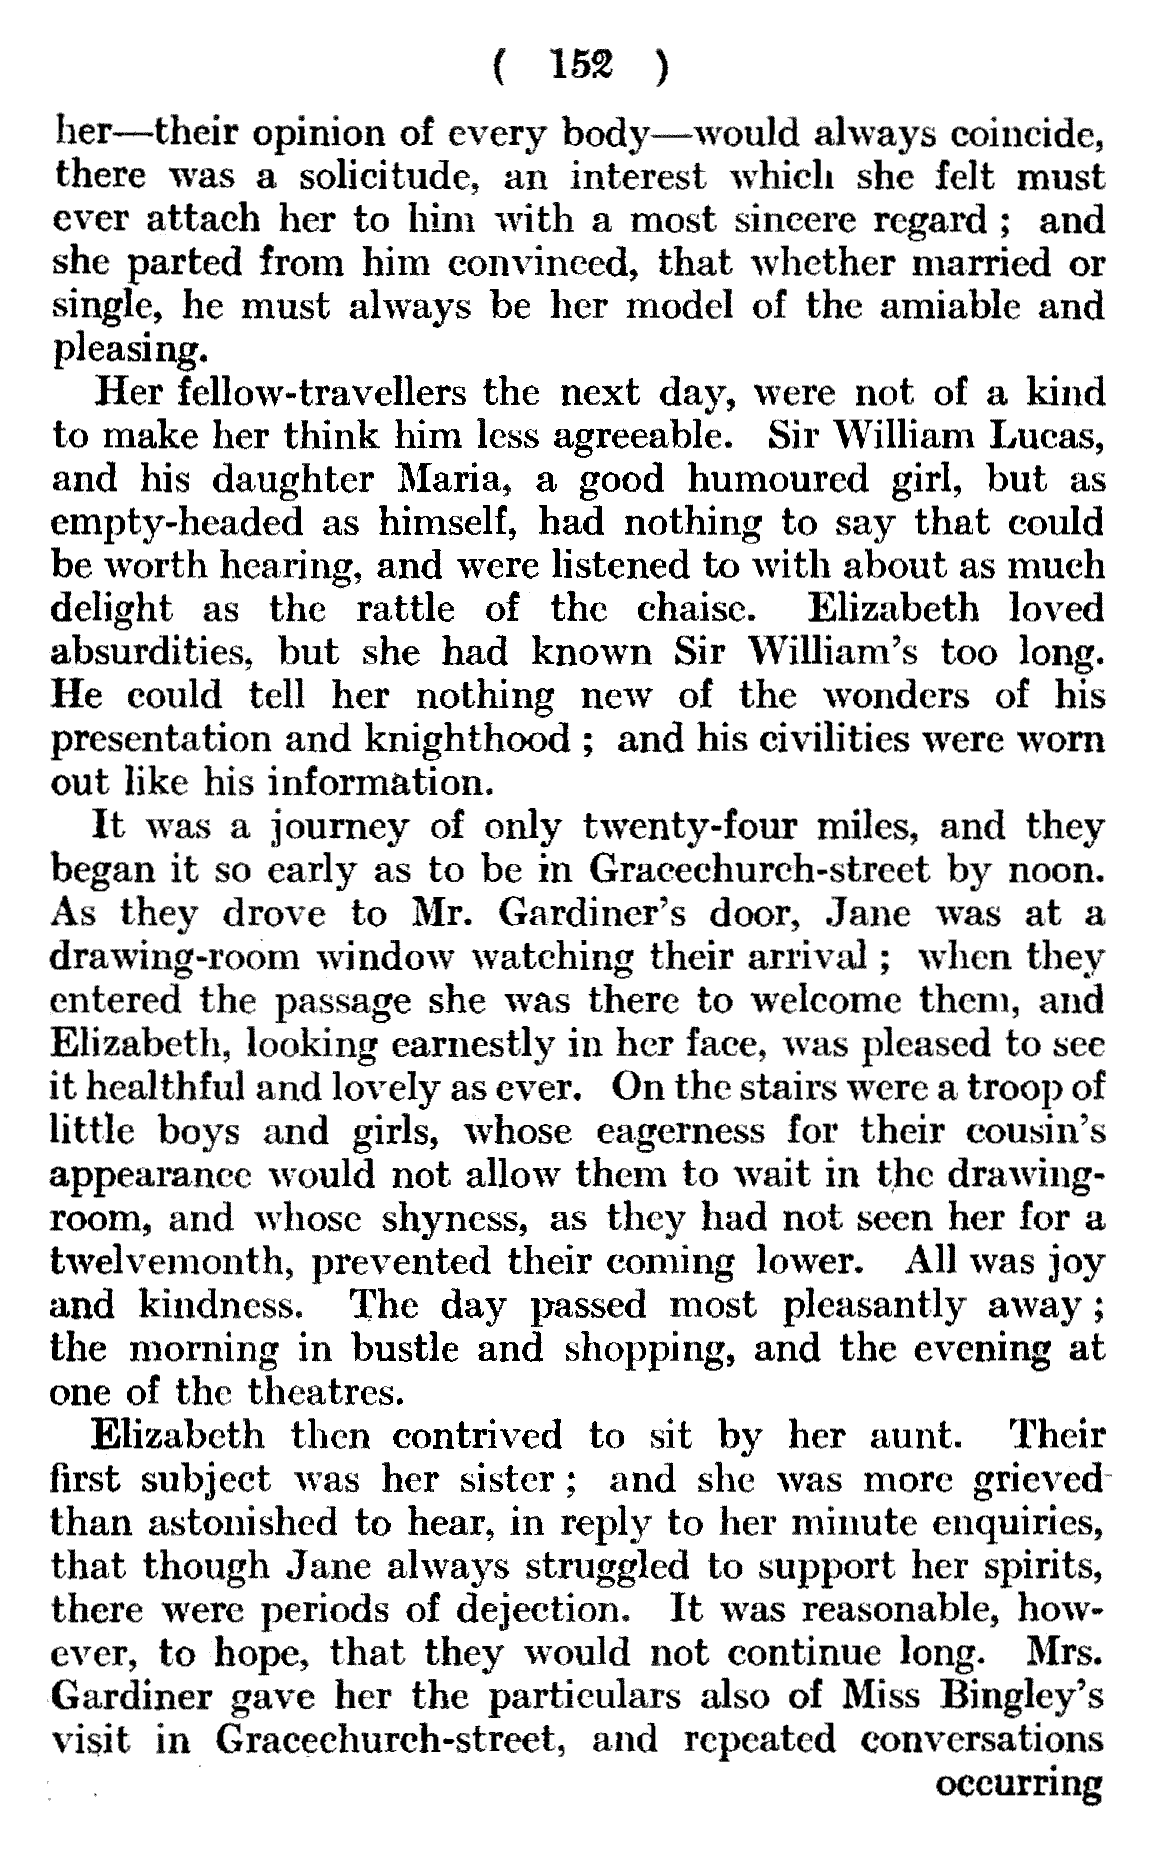 ( 152 )
her—their opinion of every body—would always coincide,
there was a solicitude, an interest which she felt must
ever attach her to him with a most sincere regard ; and
she parted from him convinced, that whether married or
single, he must always be her model of the amiable and
pleasing.
Her fellow-travellers the next day, were not of a kind
to make her think him less agreeable. Sir William Lucas,
and his daughter Maria, a good humoured girl, but as
empty-headed as himself, had nothing to say that could
be worth hearing, and were listened to with about as much
delight as the rattle of the chaise. Elizabeth loved
absurdities, but she had known Sir William's too long.
He could tell her nothing new of the wonders of his
presentation and knighthood ; and his civilities were worn
out like his information.
It was a journey of only twenty-four miles, and they
began it so early as to be in Gracechurch-street by noon.
As they drove to Mr. Gardiner's door, Jane was at a
drawing-room window watching their arrival ; when they
entered the passage she was there to welcome them, and
Elizabeth, looking earnestly in her face, was pleased to see
it healthful and lovely as ever. On the stairs were a troop of
little boys and girls, whose eagerness for their cousin's
appearance would not allow them to wait in the drawing-
room, and whose shyness, as they had not seen her for a
twelvemonth, prevented their coming lower. All was joy
and kindness. The day passed most pleasantly away ;
the morning in bustle and shopping, and the evening at
one of the theatres.
Elizabeth then contrived to sit by her aunt. Their
first subject was her sister ; and she was more grieved
than astonished to hear, in reply to her minute enquiries,
that though Jane always struggled to support her spirits,
there were periods of dejection. It was reasonable, how-
ever, to hope, that they would not continue long. Mrs.
Gardiner gave her the particulars also of Miss Bingley's
visit in Gracechurch-street, and repeated conversations
occurring